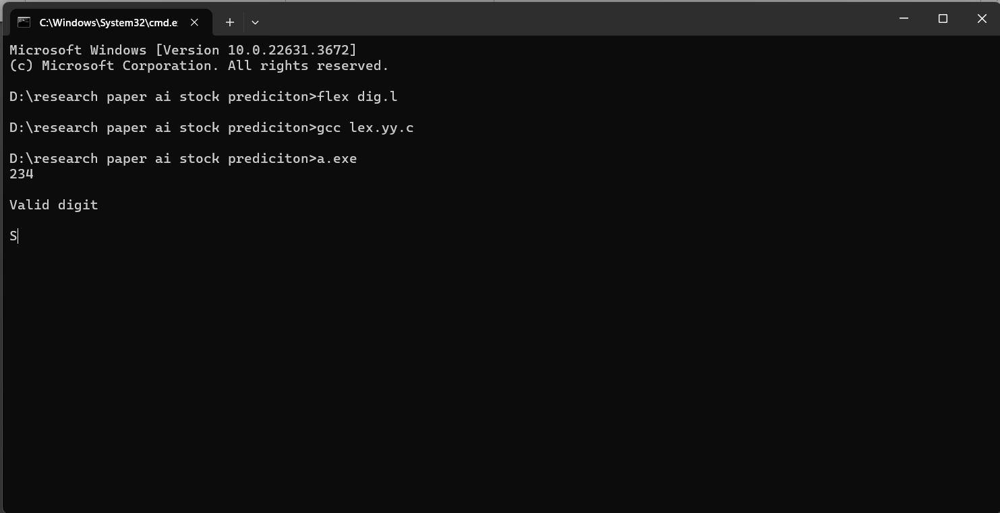 C:\Windows\System32\cmd.e
Microsoft Windows [Version 10.0.22631.3672]
(c) Microsoft Corporation. All rights reserved.
D:\research paper ai stock prediciton>flex dig.l
D:\research paper ai stock prediciton>gcc lex.yy.c
D:\research paper ai stock prediciton>a.exe
234
Valid digit
S